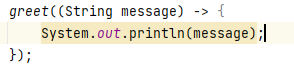 greet((String message) -> {
    System.out.println(message);
});